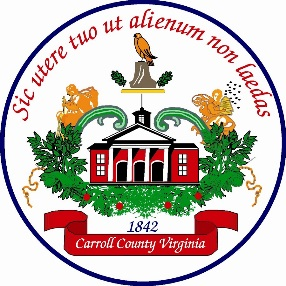 Sic utere tuo ut alienum non laedas
1842
Carroll County Virginia